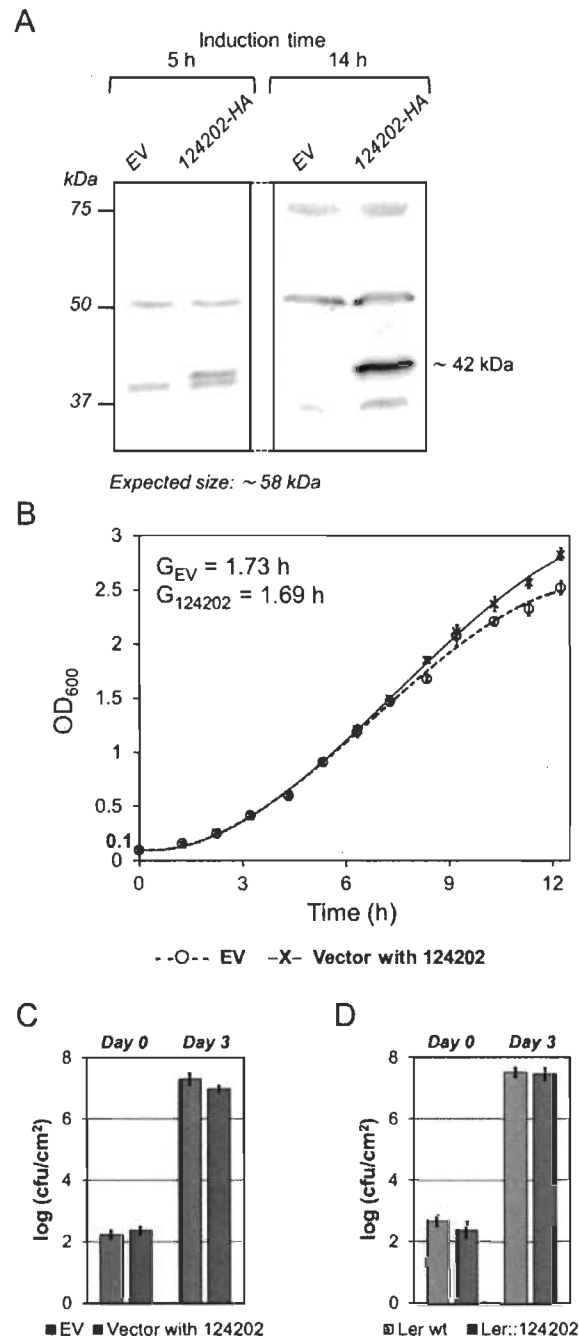 A
Induction time
5 h
14 h
EV
124202-HA
EV
124202-HA
kDa
75
50
37
~ 42 kDa
Expected size: ~ 58 kDa
B
G_EV = 1.73 h
G_124202 = 1.69 h
3
2.5
2
1.5
1
0.5
0.1
0
OD600
0
3
6
9
12
Time (h)
--O-- EV –X– Vector with 124202
C
Day 0
Day 3
8
6
4
2
0
log (cfu/cm²)
EV Vector with 124202
D
Day 0
Day 3
8
6
4
2
0
log (cfu/cm²)
Ler wt Ler::124202